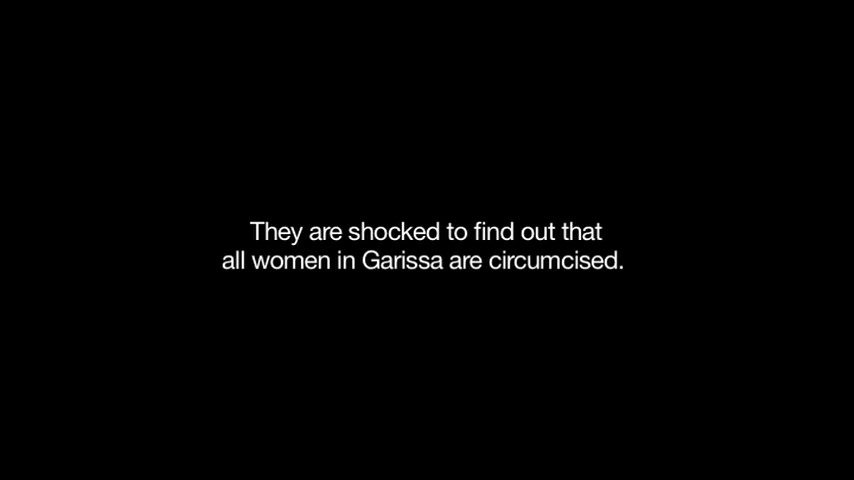 They are shocked to find out that
all women in Garissa are circumcised.